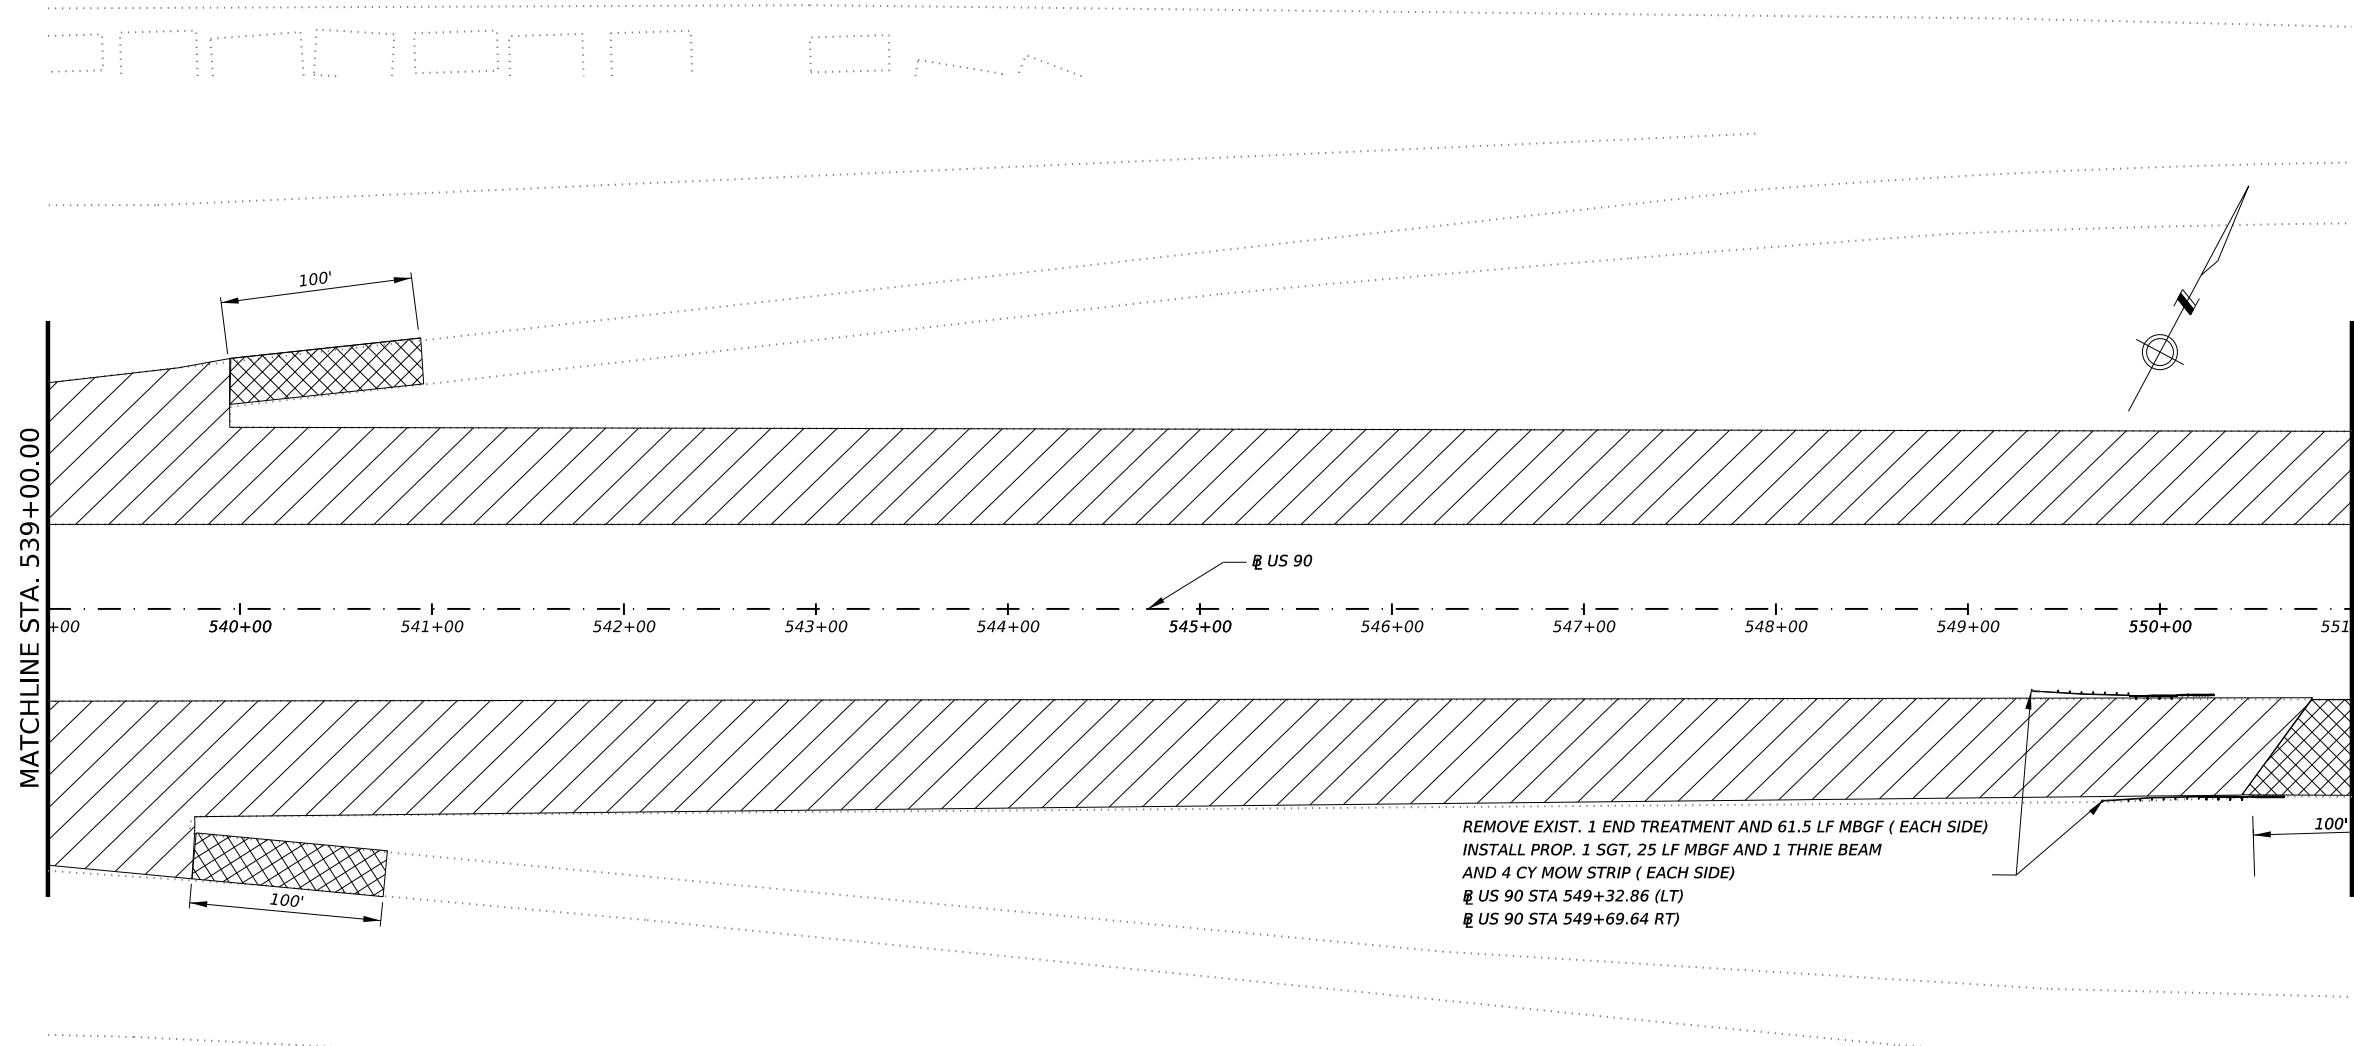 100'
N
MATCHLINE STA. 539+00.00
BL US 90
+00 540+00 541+00 542+00 543+00 544+00 545+00 546+00 547+00 548+00 549+00 550+00 551
REMOVE EXIST. 1 END TREATMENT AND 61.5 LF MBGF ( EACH SIDE)
INSTALL PROP. 1 SGT, 25 LF MBGF AND 1 THRIE BEAM
AND 4 CY MOW STRIP ( EACH SIDE)
BL US 90 STA 549+32.86 (LT)
BL US 90 STA 549+69.64 RT)
100'
100'